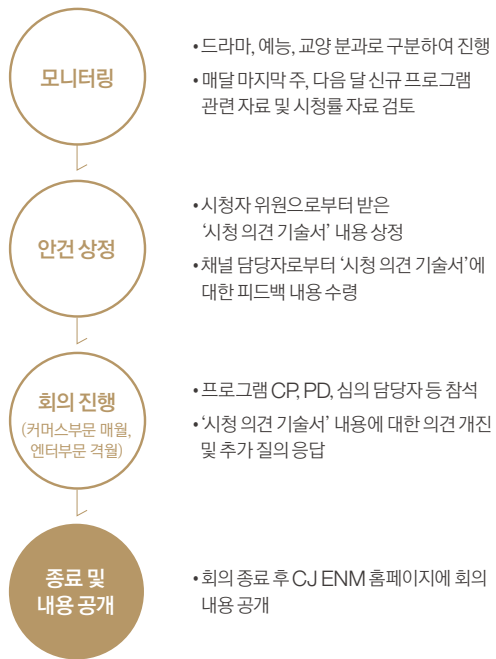 모니터링
• 드라마, 예능, 교양 분과로 구분하여 진행
• 매달 마지막 주, 다음 달 신규 프로그램
관련 자료 및 시청률 자료 검토
안건 상정
• 시청자 위원으로부터 받은
‘시청 의견 기술서’ 내용 상정
• 채널 담당자로부터 ‘시청 의견 기술서’에
대한 피드백 내용 수령
회의 진행
(커머스부문 매월,
엔터부문 격월)
• 프로그램 CP, PD, 심의 담당자 등 참석
• ‘시청 의견 기술서’ 내용에 대한 의견 개진
및 추가 질의 응답
종료 및
내용 공개
• 회의 종료 후 CJ ENM 홈페이지에 회의
내용 공개